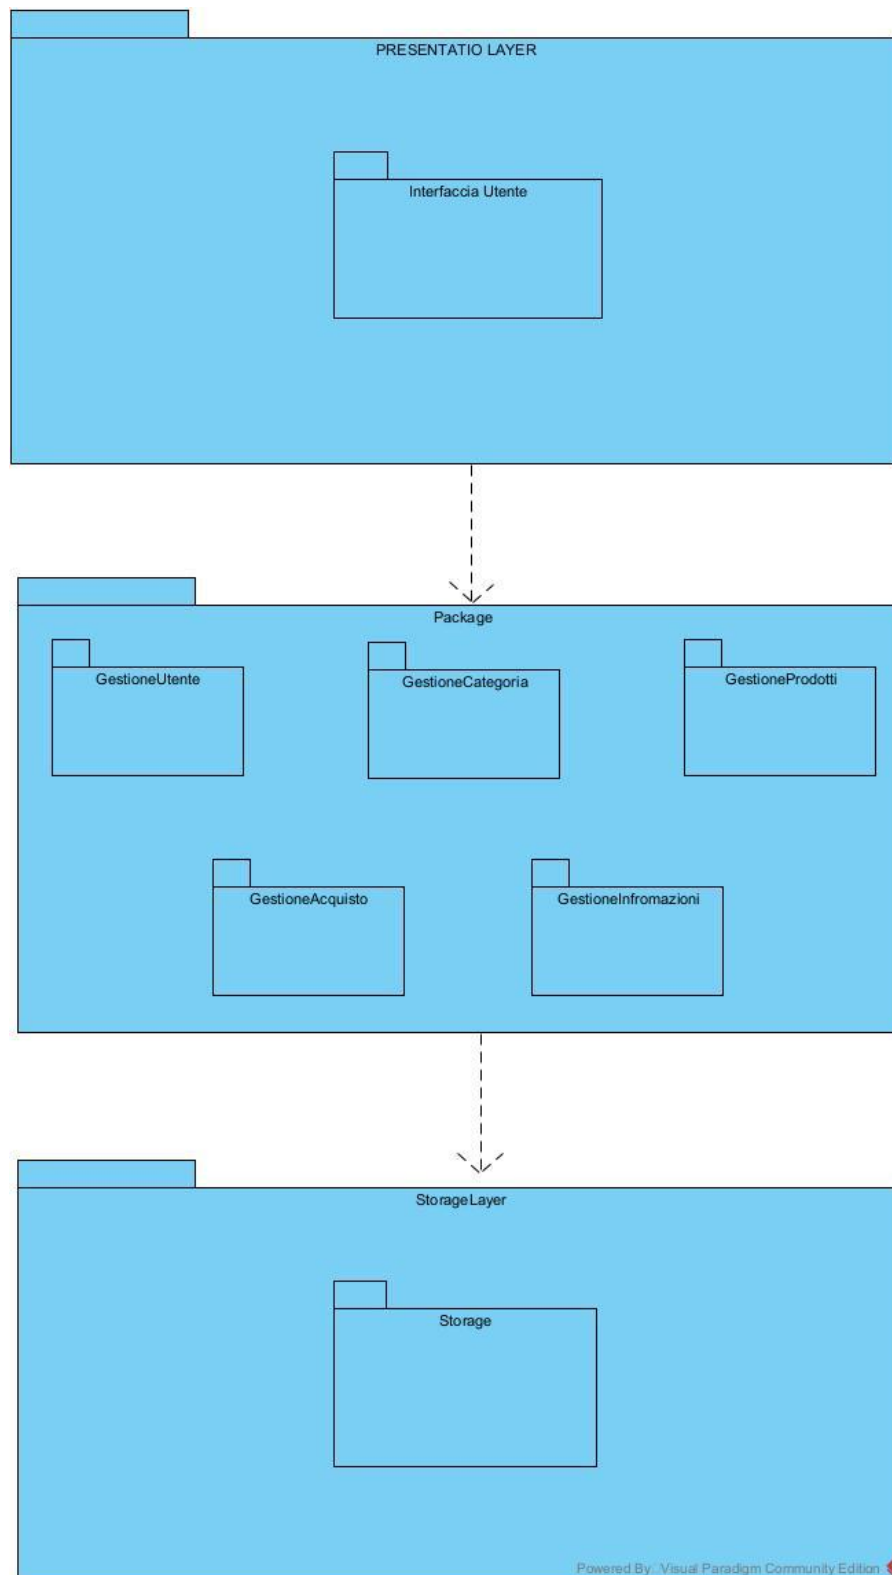 PRESENTATIO LAYER
Interfaccia Utente
Package
GestioneUtente
GestioneCategoria
GestioneProdotti
GestioneAcquisto
GestioneInfromazioni
StorageLayer
Storage
Powered By: Visual Paradigm Community Edition